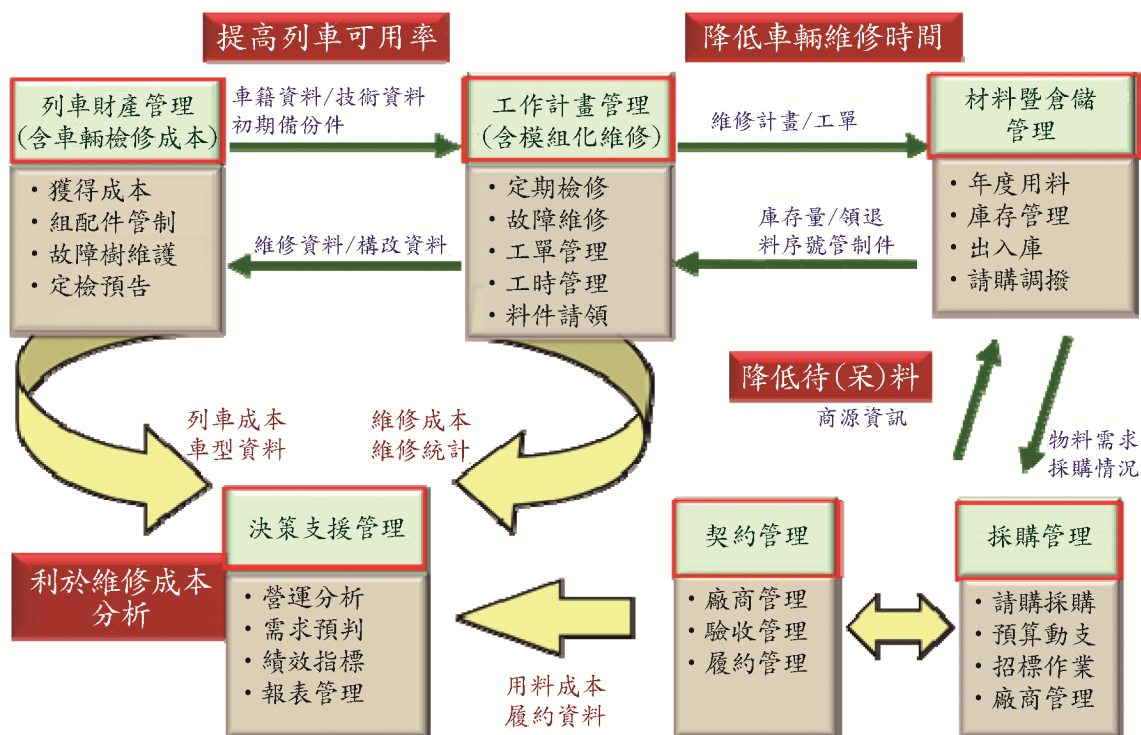 提高列車可用率
降低車輛維修時間
列車財產管理
(含車輛檢修成本)
・獲得成本
・組配件管制
・故障樹維護
・定檢預告
車籍資料/技術資料
初期備份件
維修資料/構改資料
工作計畫管理
(含模組化維修)
・定期檢修
・故障維修
・工單管理
・工時管理
・料件請領
維修計畫/工單
庫存量/領退
料序號管制件
材料暨倉儲
管理
・年度用料
・庫存管理
・出入庫
・請購調撥
降低待(呆)料
商源資訊
物料需求
採購情況
列車成本
車型資料
維修成本
維修統計
利於維修成本
分析
決策支援管理
・營運分析
・需求預判
・績效指標
・報表管理
用料成本
履約資料
契約管理
・廠商管理
・驗收管理
・履約管理
採購管理
・請購採購
・預算動支
・招標作業
・廠商管理